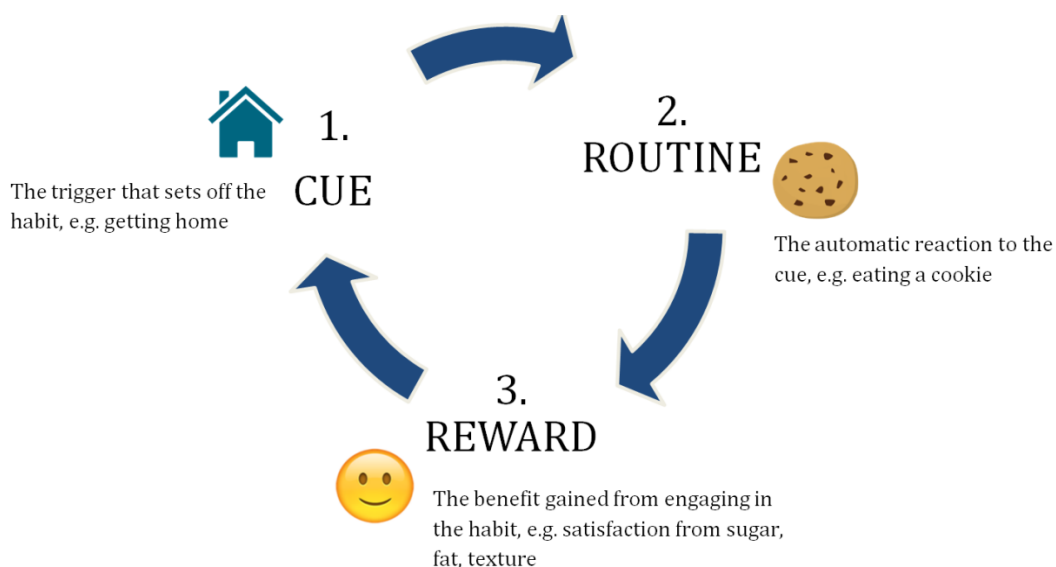 1.
CUE
The trigger that sets off the
habit, e.g. getting home
2.
ROUTINE
The automatic reaction to the
cue, e.g. eating a cookie
3.
REWARD
The benefit gained from engaging in
the habit, e.g. satisfaction from sugar,
fat, texture